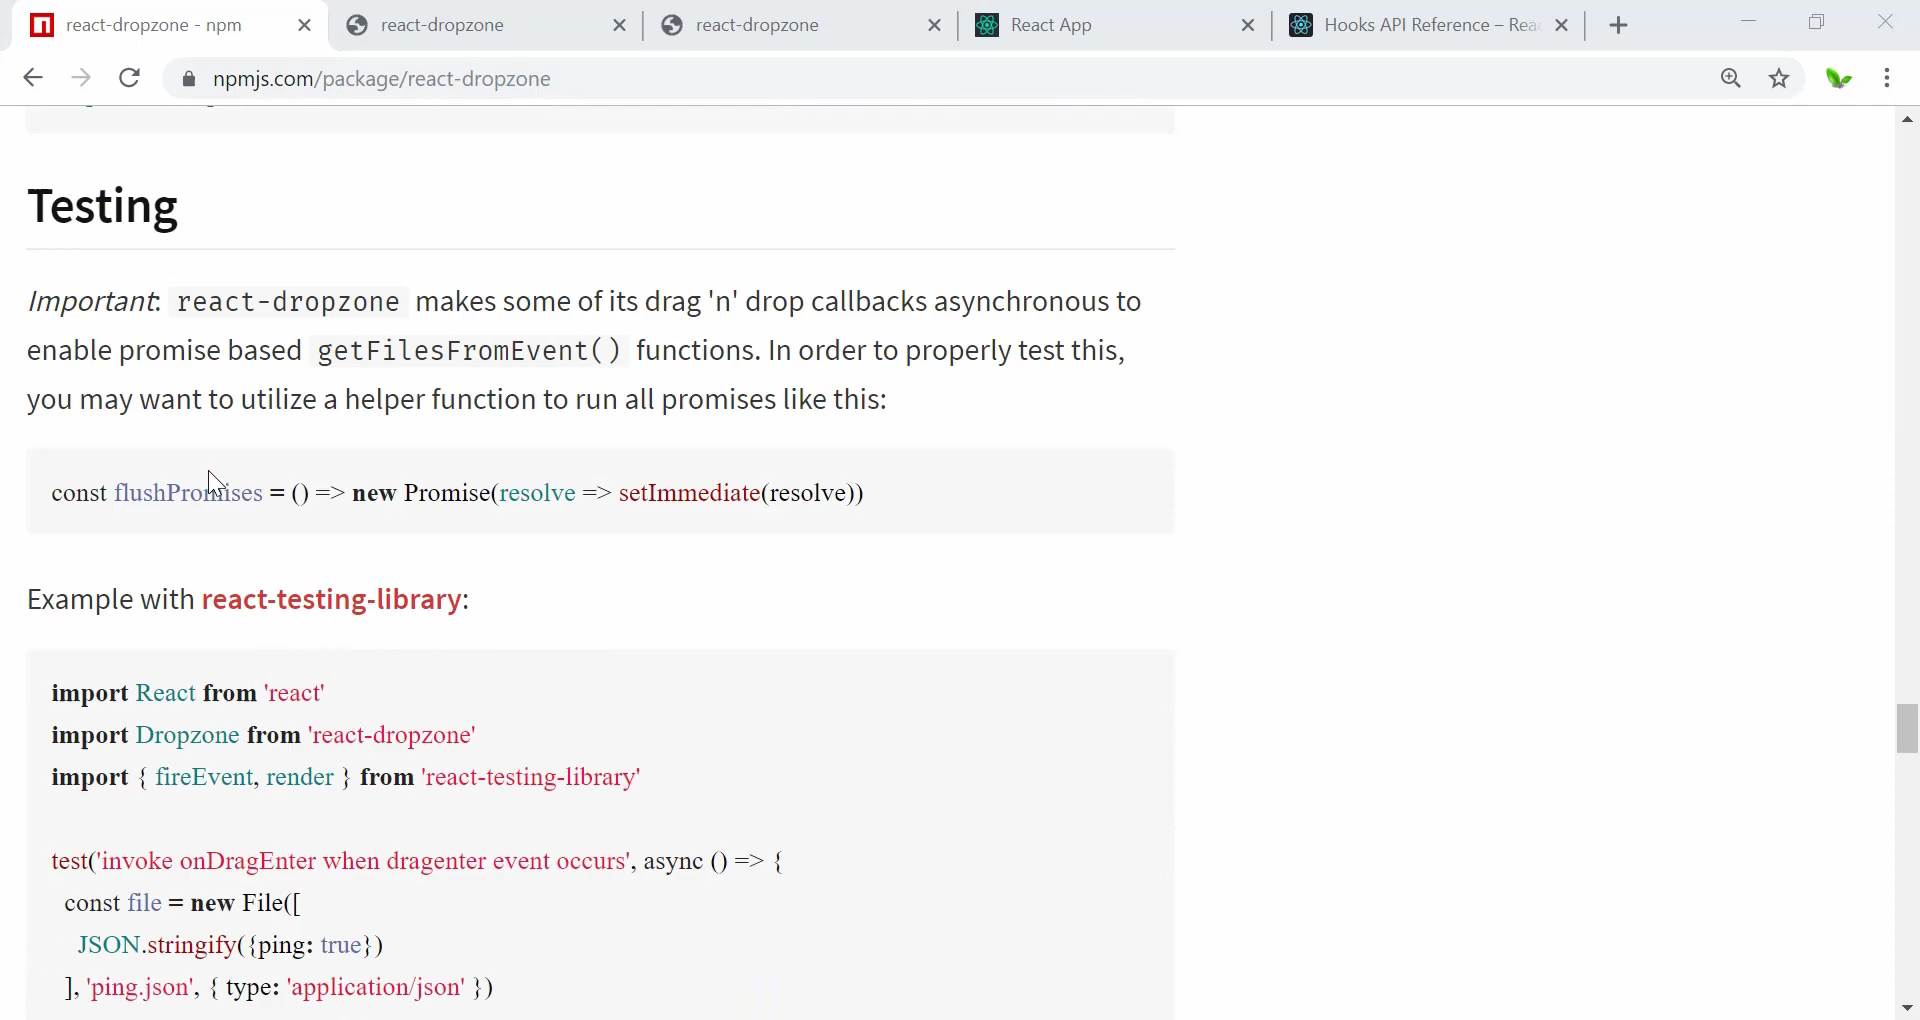 react-dropzone - npm
react-dropzone
react-dropzone
React App
Hooks API Reference – Reac
npmjs.com/package/react-dropzone
Testing
Important: react-dropzone makes some of its drag 'n' drop callbacks asynchronous to
enable promise based getFilesFromEvent() functions. In order to properly test this,
you may want to utilize a helper function to run all promises like this:
const flushPromises = () => new Promise(resolve => setImmediate(resolve))
Example with react-testing-library:
import React from 'react'
import Dropzone from 'react-dropzone'
import { fireEvent, render } from 'react-testing-library'
test('invoke onDragEnter when dragenter event occurs', async () => {
const file = new File([
JSON.stringify({ping: true})
], 'ping.json', { type: 'application/json' })